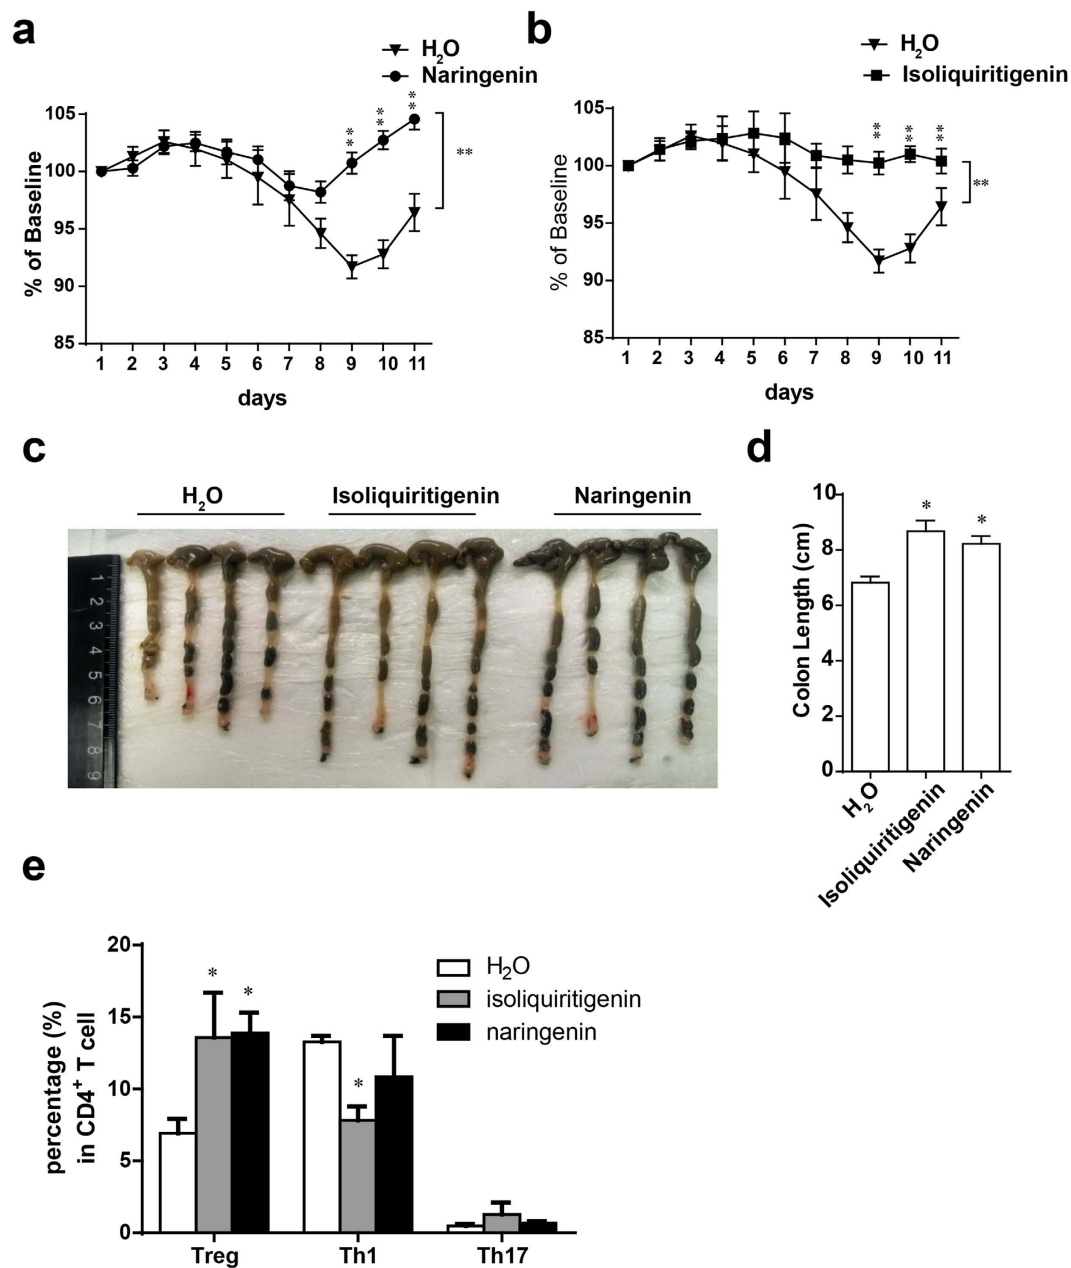 a
H₂O
Naringenin
105
100
95
90
85
% of Baseline
** ** **
**
1 2 3 4 5 6 7 8 9 10 11
days
b
H₂O
Isoliquiritigenin
105
100
95
90
85
% of Baseline
** ** **
**
1 2 3 4 5 6 7 8 9 10 11
days
c
H₂O Isoliquiritigenin Naringenin
1
2
3
4
5
6
7
8
9
d
10
8
6
4
2
0
Colon Length (cm)
* *
H₂O
Isoliquiritigenin
Naringenin
e
20
15
10
5
0
percentage (%)
in CD4⁺ T cell
* *
*
H₂O
isoliquiritigenin
naringenin
Treg Th1 Th17